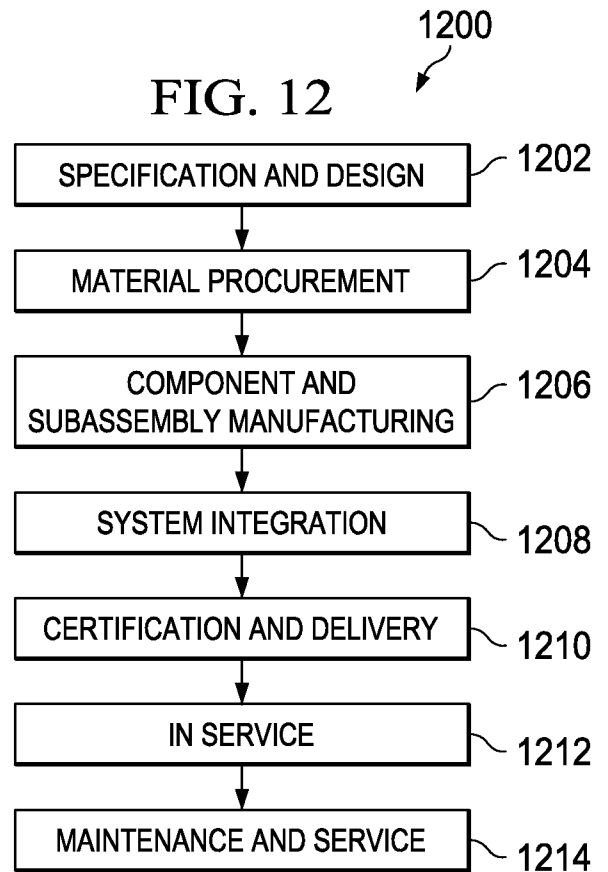 1200
FIG. 12
SPECIFICATION AND DESIGN
1202
MATERIAL PROCUREMENT
1204
COMPONENT AND
SUBASSEMBLY MANUFACTURING
1206
SYSTEM INTEGRATION
1208
CERTIFICATION AND DELIVERY
1210
IN SERVICE
1212
MAINTENANCE AND SERVICE
1214